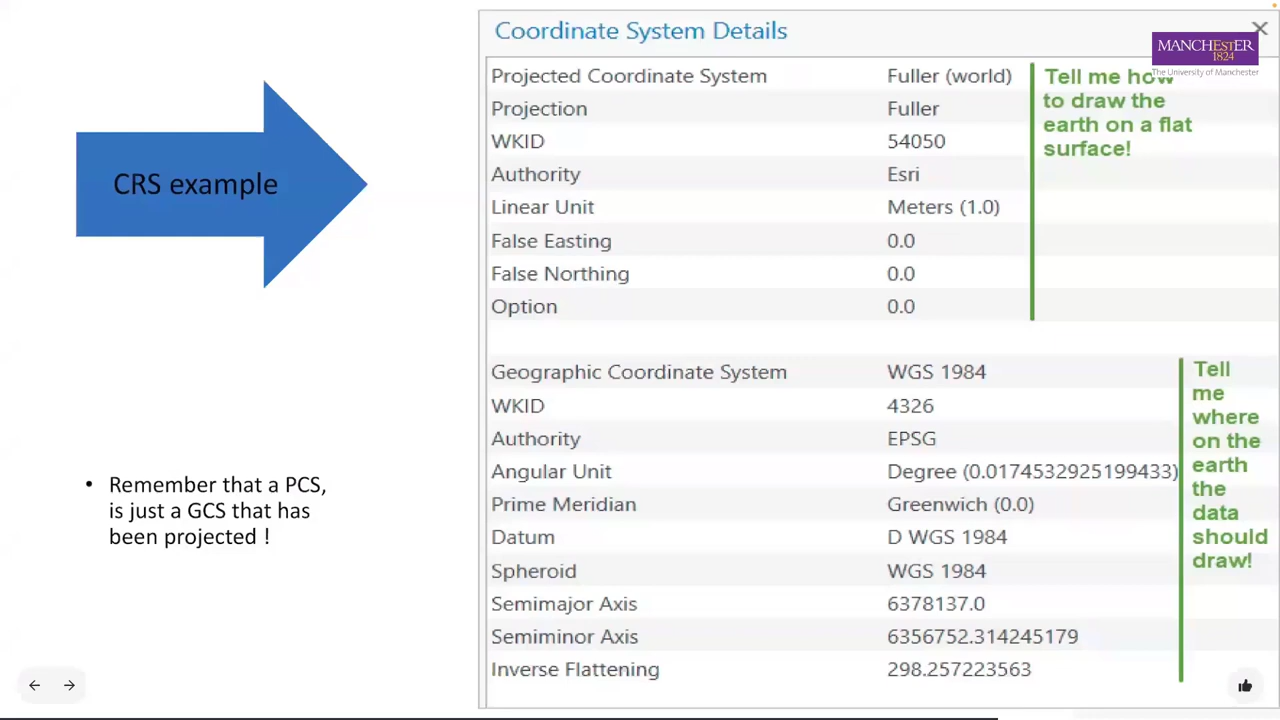 Coordinate System Details
MANCHESTER
1824
The University of Manchester
CRS example
Projected Coordinate System Fuller (world)
Projection Fuller
WKID 54050
Authority Esri
Linear Unit Meters (1.0)
False Easting 0.0
False Northing 0.0
Option 0.0
Tell me how
to draw the
earth on a flat
surface!
Geographic Coordinate System WGS 1984
WKID 4326
Authority EPSG
Angular Unit Degree (0.0174532925199433)
Prime Meridian Greenwich (0.0)
Datum D WGS 1984
Spheroid WGS 1984
Semimajor Axis 6378137.0
Semiminor Axis 6356752.314245179
Inverse Flattening 298.257223563
Tell
me
where
on the
earth
the
data
should
draw!
• Remember that a PCS,
is just a GCS that has
been projected !